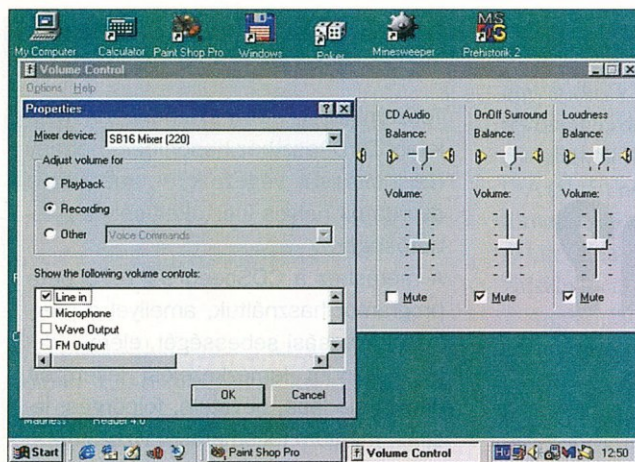 My Computer
Calculator
Paint Shop Pro
Windows
Poker
Minesweeper
Prehistorik 2
Volume Control
Options Help
Properties
Mixer device: SB16 Mixer (220)
Adjust volume for
Playback
Recording
Other Voice Commands
Show the following volume controls:
Line in
Microphone
Wave Output
FM Output
OK Cancel
CD Audio
Balance:
Volume:
Mute
OnOff Surround
Balance:
Volume:
Mute
Loudness
Balance:
Volume:
Mute
Madness
Reader 4.0
Start
Paint Shop Pro
Volume Control
HU
12:50